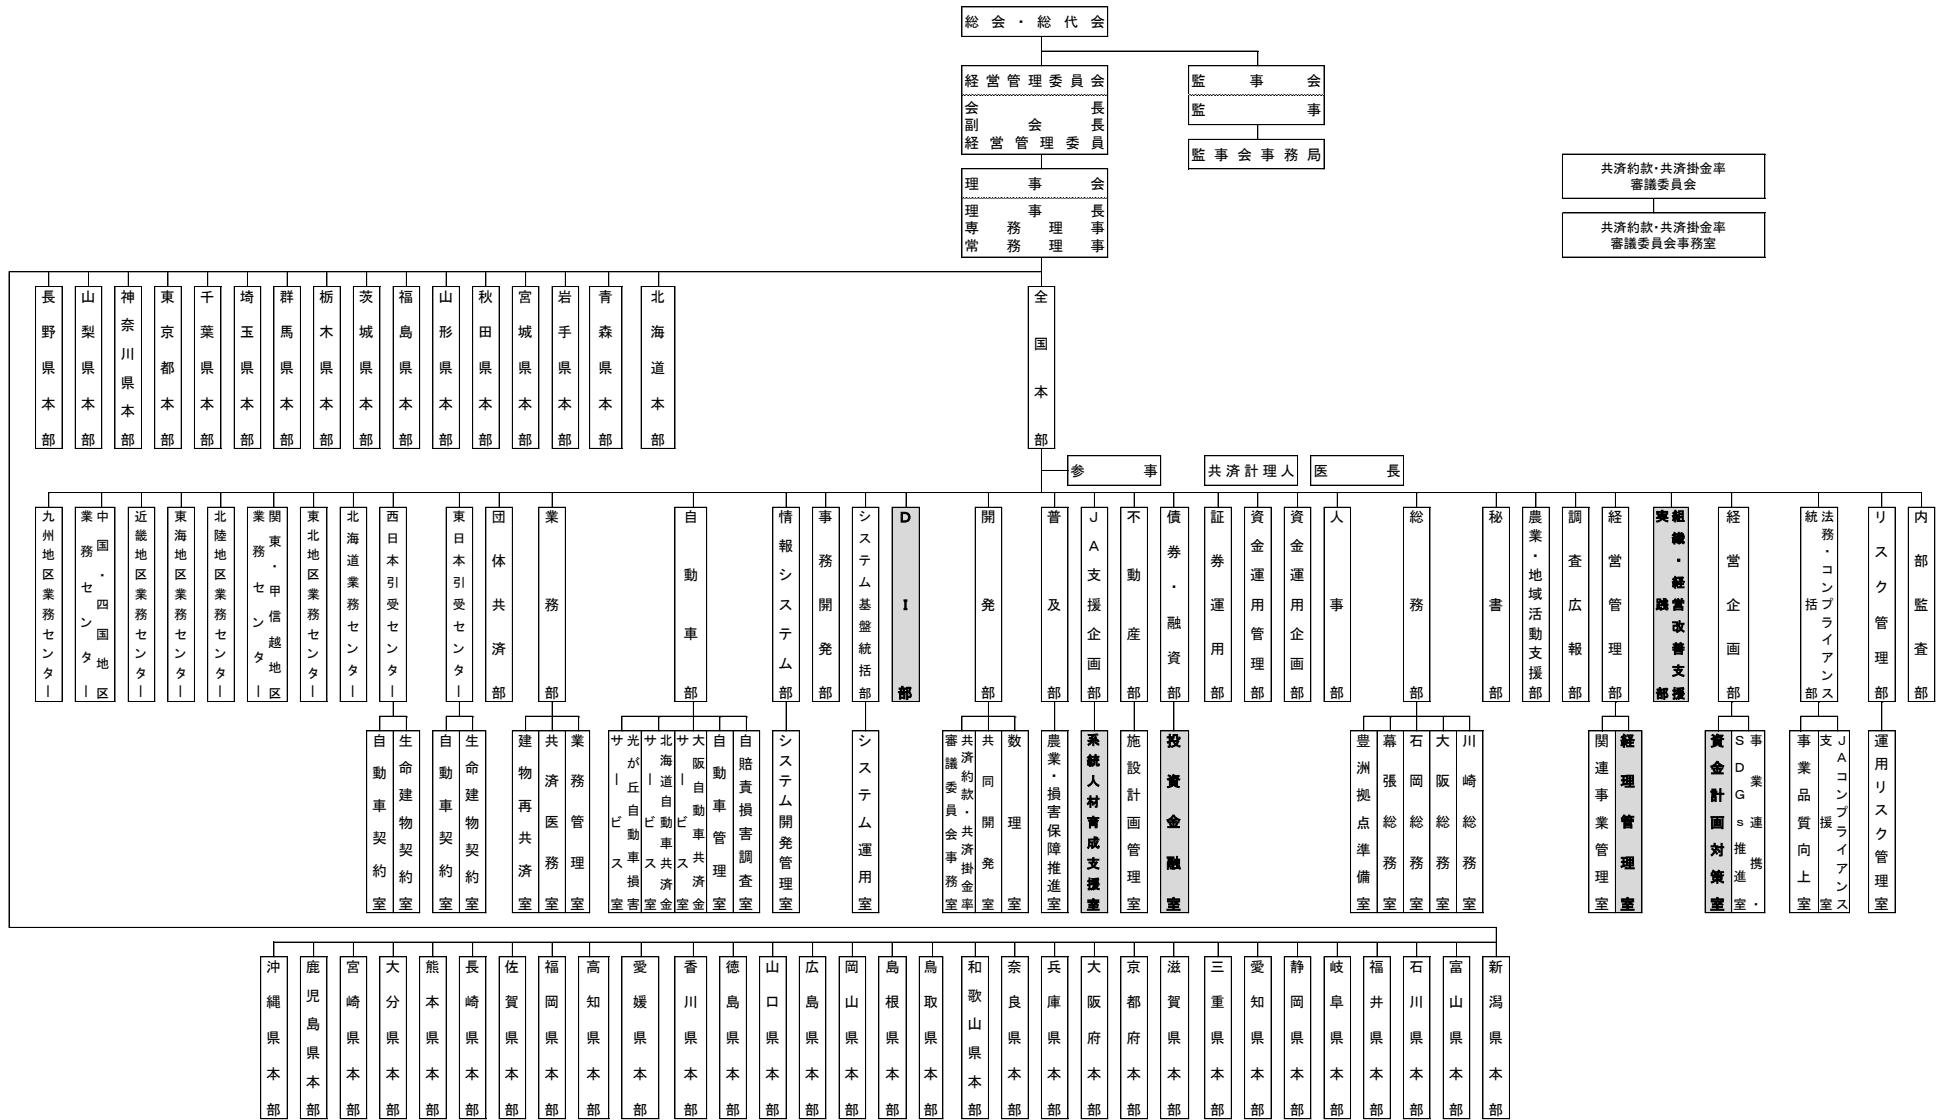 総会・総代会
経営管理委員会
会長
副会長
経営管理委員
監事会
監事
監事会事務局
共済約款・共済掛金率
審議委員会
共済約款・共済掛金率
審議委員会事務室
理事会
理事長
専務理事
常務理事
長野県本部
山梨県本部
神奈川県本部
東京都本部
千葉県本部
埼玉県本部
群馬県本部
栃木県本部
茨城県本部
福島県本部
山形県本部
秋田県本部
宮城県本部
岩手県本部
青森県本部
北海道本部
全国本部
参事
共済計理人
医長
九州地区業務センター
中国・四国地区
業務センター
近畿地区業務センター
東海地区業務センター
北陸地区業務センター
関東・甲信越地区
業務センター
東北地区業務センター
北海道業務センター
西日本引受センター
東日本引受センター
団体共済部
業務部
自動車部
情報システム部
事務開発部
システム基盤統括部
DI部
開発部
普及部
JA支援企画部
不動産部
債券・融資部
証券運用部
資金運用管理部
資金運用企画部
人事部
総務部
秘書部
農業・地域活動支援部
調査広報部
経営管理部
組織・経営改善支援
実践部
経営企画部
法務・コンプライアンス
統括部
リスク管理部
内部監査部
自動車契約室
生命建物契約室
自動車契約室
生命建物契約室
建物再共済室
共済医務室
業務管理室
光が丘自動車損害
サービス室
北海道自動車共済金
サービス室
大阪自動車共済金
サービス室
自動車管理室
自賠責損害調査室
システム開発管理室
システム運用室
共済約款・共済掛金率
審議委員会事務室
共同開発室
数理室
農業・損害保障推進室
系統人材育成支援室
施設計画管理室
投資金融室
豊洲拠点準備室
幕張総務室
石岡総務室
大阪総務室
川崎総務室
関連事業管理室
経理管理室
資金計画対策室
事業連携・
SDGs推進室
事業品質向上室
JAコンプライアンス
支援室
運用リスク管理室
沖縄県本部
鹿児島県本部
宮崎県本部
大分県本部
熊本県本部
長崎県本部
佐賀県本部
福岡県本部
高知県本部
愛媛県本部
香川県本部
徳島県本部
山口県本部
広島県本部
岡山県本部
島根県本部
鳥取県本部
和歌山県本部
奈良県本部
兵庫県本部
大阪府本部
京都府本部
滋賀県本部
三重県本部
愛知県本部
静岡県本部
岐阜県本部
福井県本部
石川県本部
富山県本部
新潟県本部